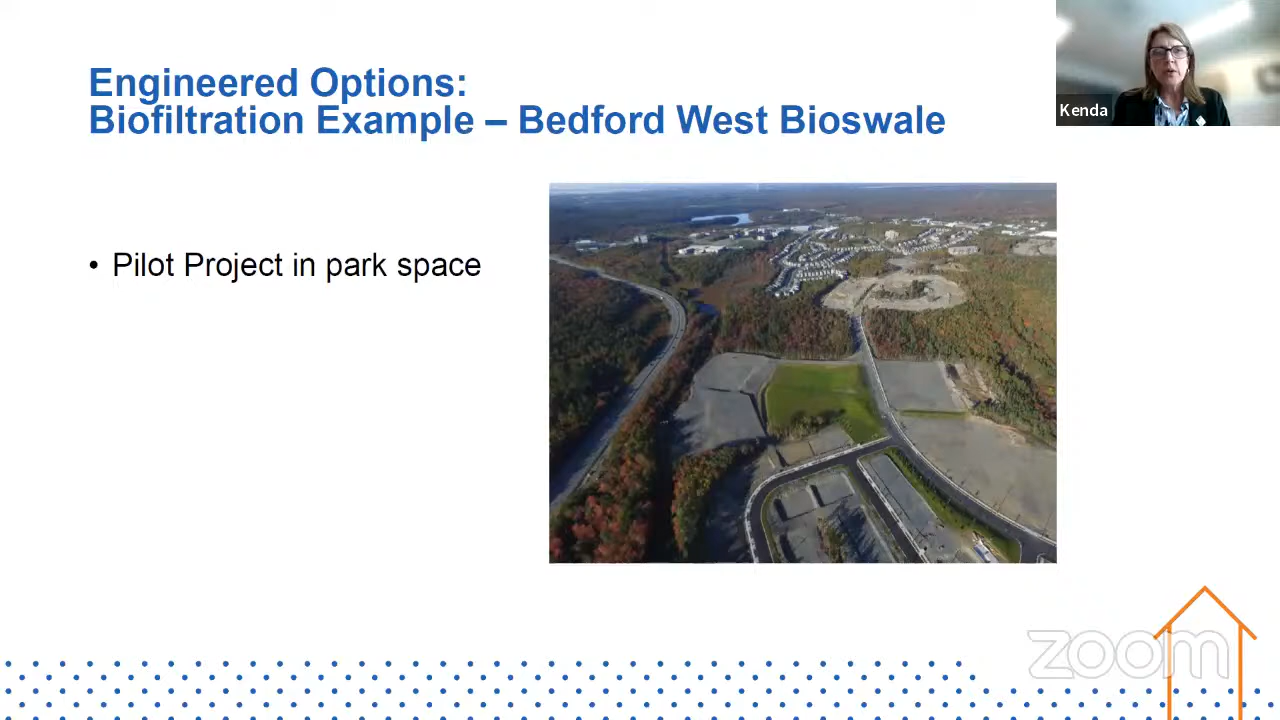 Engineered Options:
Biofiltration Example – Bedford West Bioswale
Kenda
• Pilot Project in park space
zoom